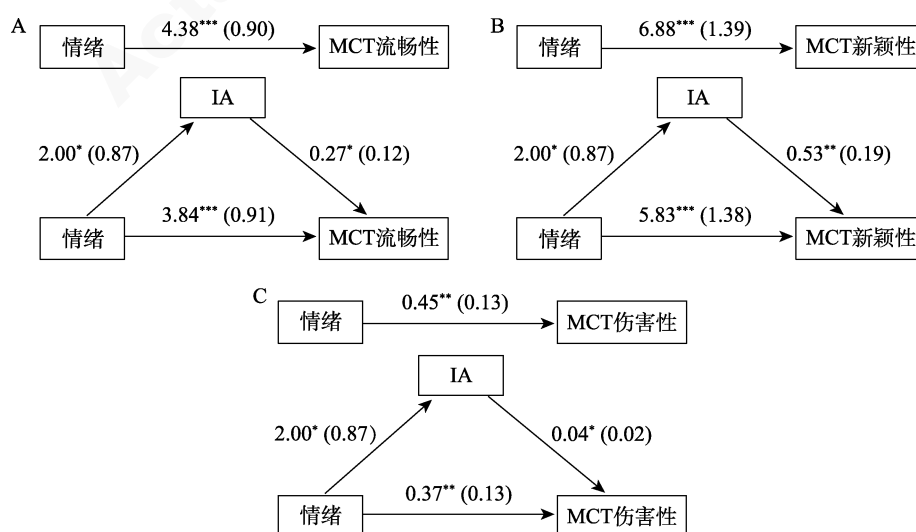 A
4.38*** (0.90)
情绪
MCT流畅性
IA
2.00* (0.87)
0.27* (0.12)
3.84*** (0.91)
情绪
MCT流畅性
B
6.88*** (1.39)
情绪
MCT新颖性
IA
2.00* (0.87)
0.53** (0.19)
5.83*** (1.38)
情绪
MCT新颖性
C
0.45** (0.13)
情绪
MCT伤害性
IA
2.00* (0.87)
0.04* (0.02)
0.37** (0.13)
情绪
MCT伤害性